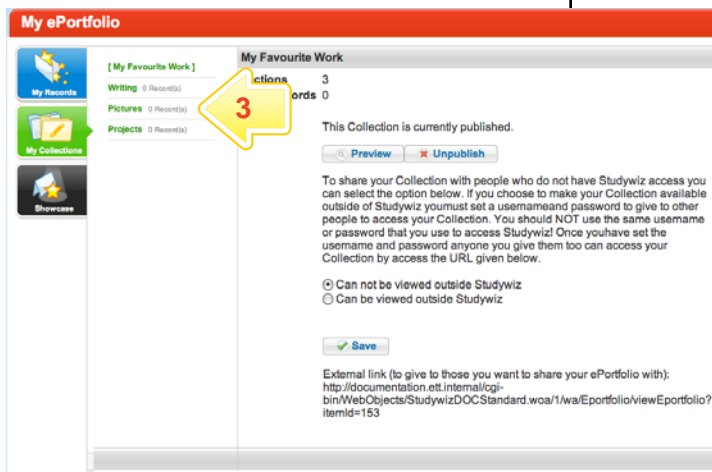 My ePortfolio
My Records
My Collections
Showcase
[ My Favourite Work ]
Writing 0 Record(s)
Pictures 0 Record(s)
Projects 0 Record(s)
3
My Favourite Work
ctions 3
ords 0
This Collection is currently published.
Preview
Unpublish
To share your Collection with people who do not have Studywiz access you
can select the option below. If you choose to make your Collection available
outside of Studywiz youmust set a usernameand password to give to other
people to access your Collection. You should NOT use the same username
or password that you use to access Studywiz! Once youhave set the
username and password anyone you give them too can access your
Collection by access the URL given below.
Can not be viewed outside Studywiz
Can be viewed outside Studywiz
Save
External link (to give to those you want to share your ePortfolio with):
http://documentation.ett.internal/cgi-
bin/WebObjects/StudywizDOCStandard.woa/1/wa/Eportfolio/viewEportfolio?
itemId=153